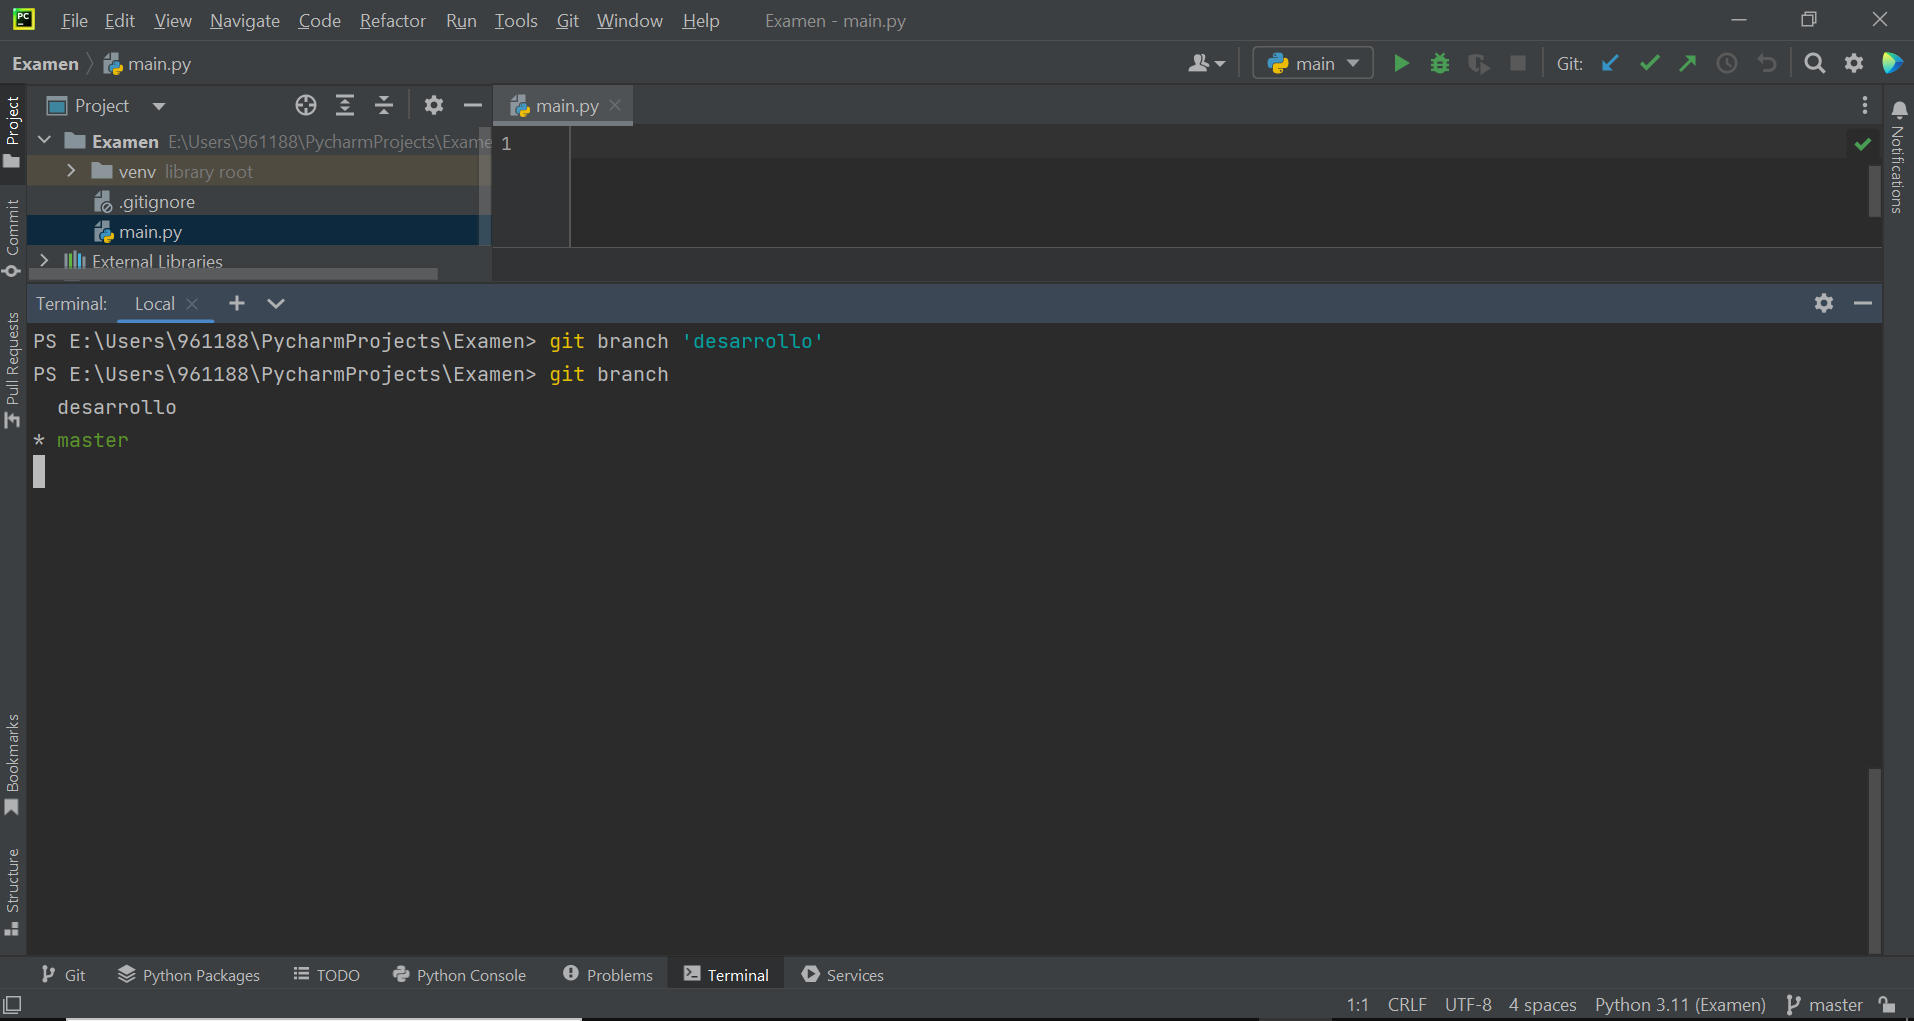 PC File Edit View Navigate Code Refactor Run Tools Git Window Help Examen - main.py
Examen main.py main Git:
Project
main.py
Examen E:\Users\961188\PycharmProjects\Exame
venv library root
.gitignore
main.py
External Libraries
1
Project
Commit
Pull Requests
Bookmarks
Structure
Notifications
Terminal: Local
PS E:\Users\961188\PycharmProjects\Examen> git branch 'desarrollo'
PS E:\Users\961188\PycharmProjects\Examen> git branch
desarrollo
* master
Git Python Packages TODO Python Console Problems Terminal Services
1:1 CRLF UTF-8 4 spaces Python 3.11 (Examen) master